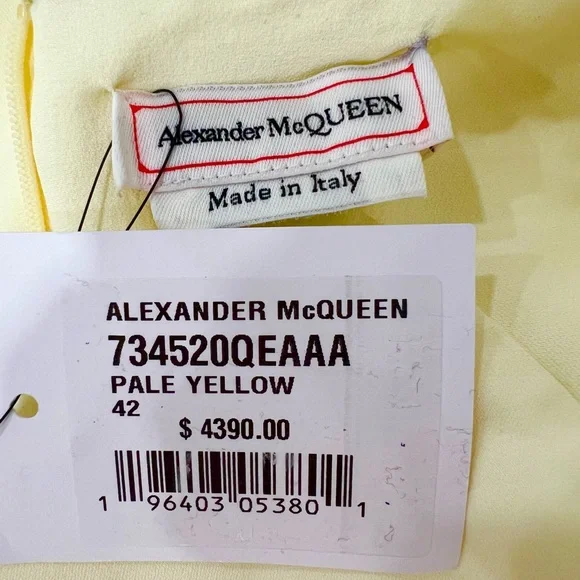 Alexander McQUEEN
Made in Italy
ALEXANDER McQUEEN
734520QEAAA
PALE YELLOW
42
$ 4390.00
1 96403 05380 1